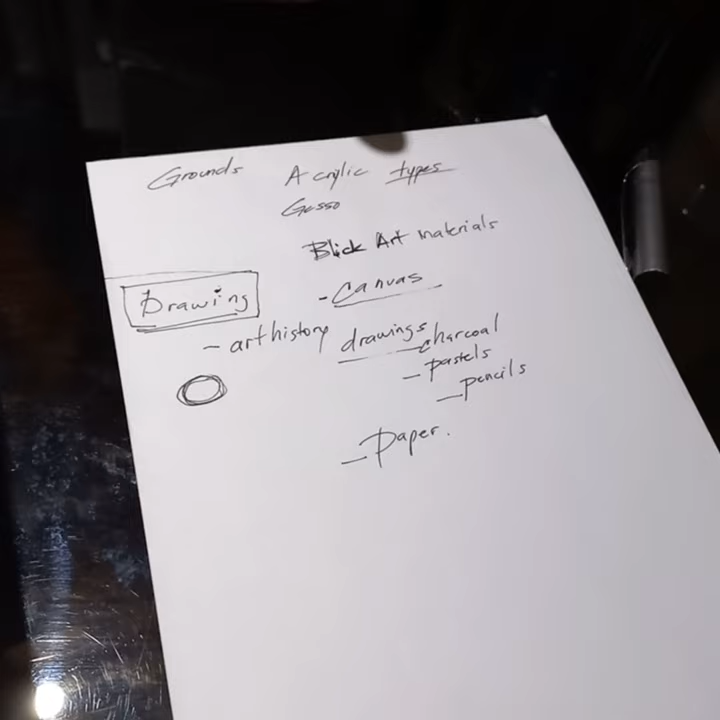 Grounds Acrylic types
Gesso
Blick Art materials
- Canvas
Drawing
- art history drawings - charcoal
- pastels
- pencils
- paper.